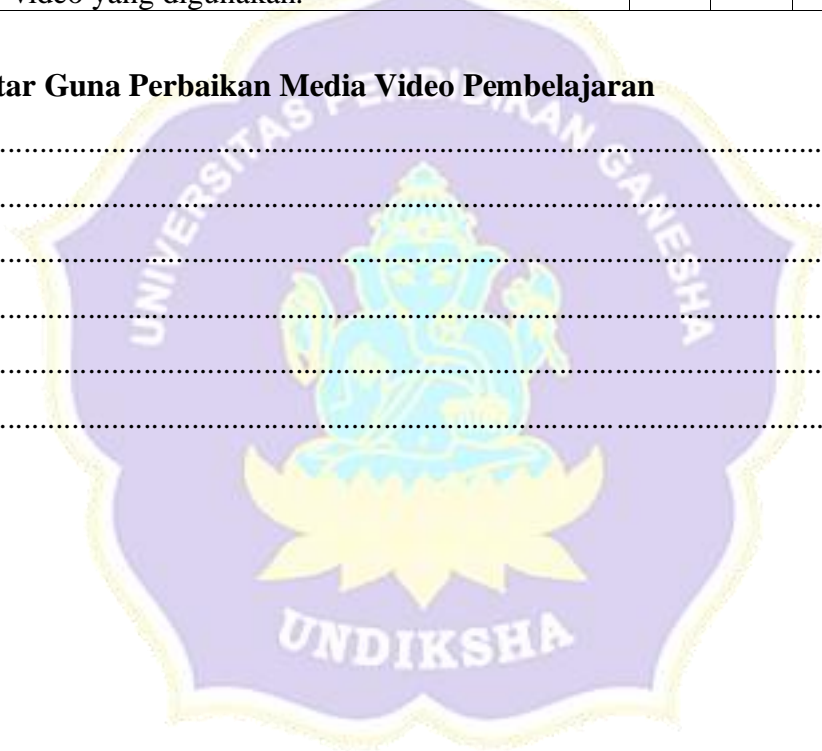 video yang digunakan.
tar Guna Perbaikan Media Video Pembelajaran
................................................................................
................................................................................
................................................................................
................................................................................
................................................................................
................................................................................
UNIVERSITAS PENDIDIKAN GANESHA
UNDIKSHA